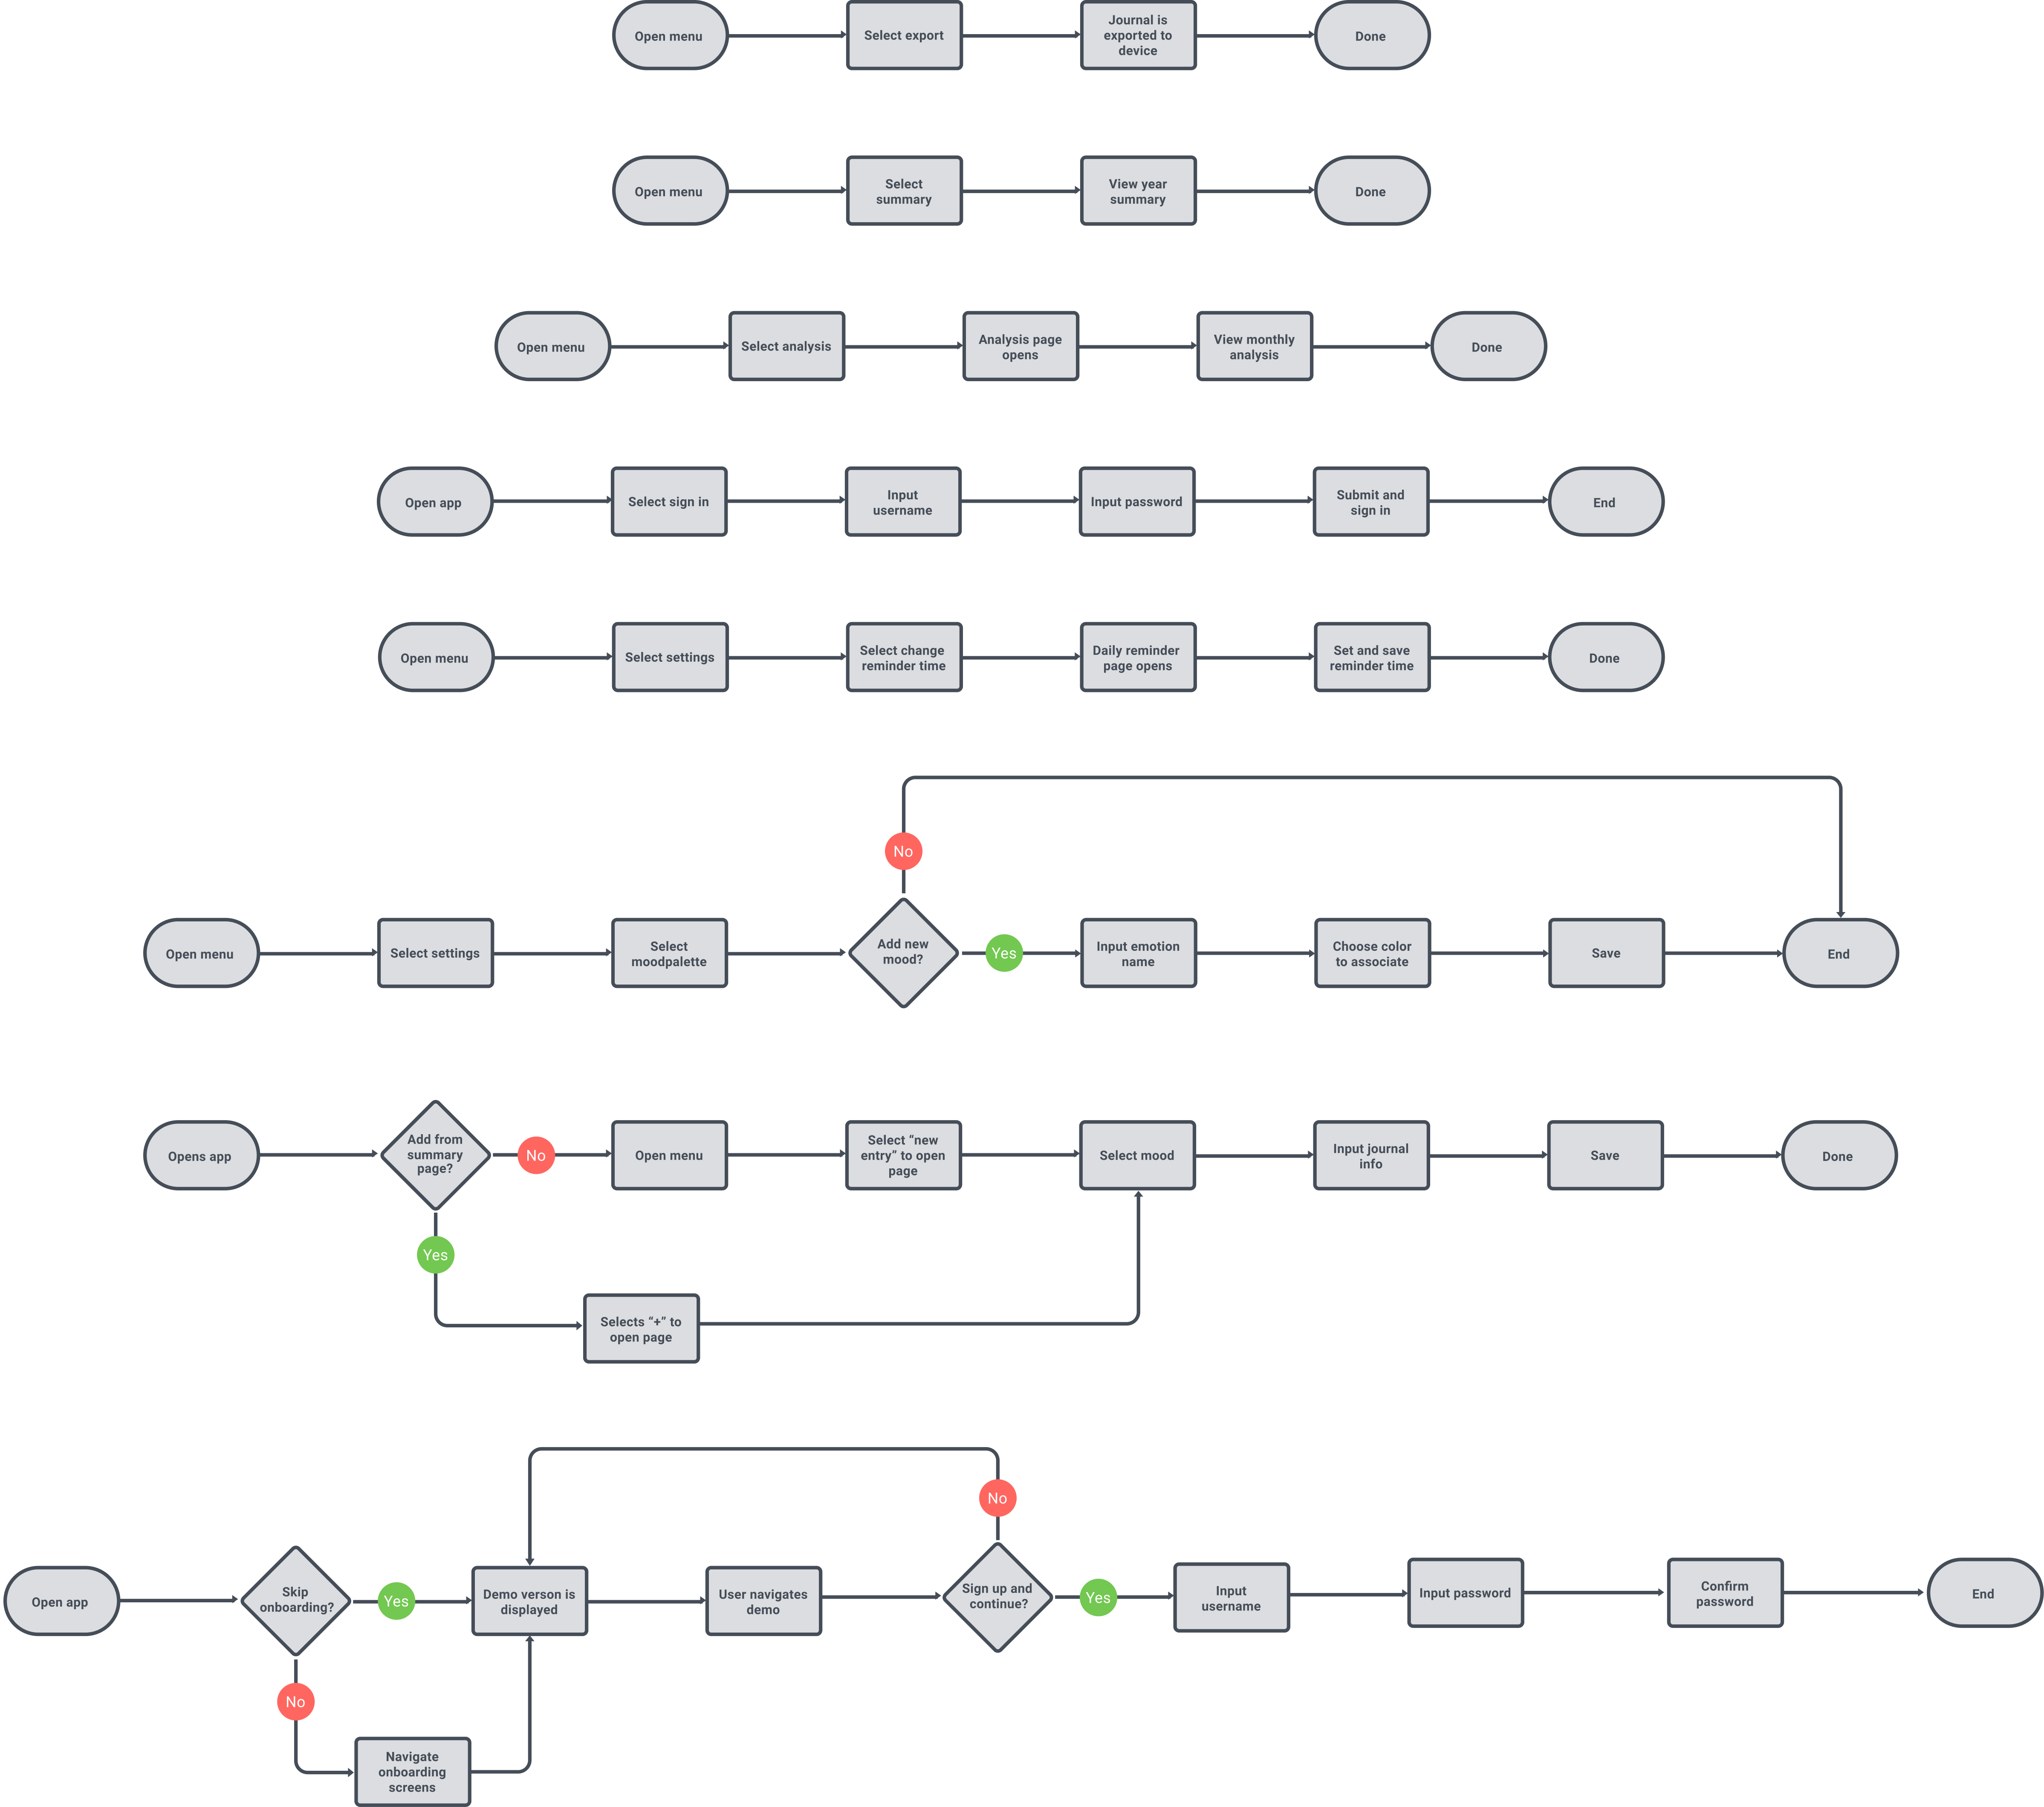 Open menu
Select export
Journal is
exported to
device
Done
Open menu
Select
summary
View year
summary
Done
Open menu
Select analysis
Analysis page
opens
View monthly
analysis
Done
Open app
Select sign in
Input
username
Input password
Submit and
sign in
End
Open menu
Select settings
Select change
reminder time
Daily reminder
page opens
Set and save
reminder time
Done
No
Open menu
Select settings
Select
moodpalette
Add new
mood?
Yes
Input emotion
name
Choose color
to associate
Save
End
Opens app
Add from
summary
page?
No
Open menu
Select “new
entry” to open
page
Select mood
Input journal
info
Save
Done
Yes
Selects “+” to
open page
No
Open app
Skip
onboarding?
Yes
Demo verson is
displayed
User navigates
demo
Sign up and
continue?
Yes
Input
username
Input password
Confirm
password
End
No
Navigate
onboarding
screens